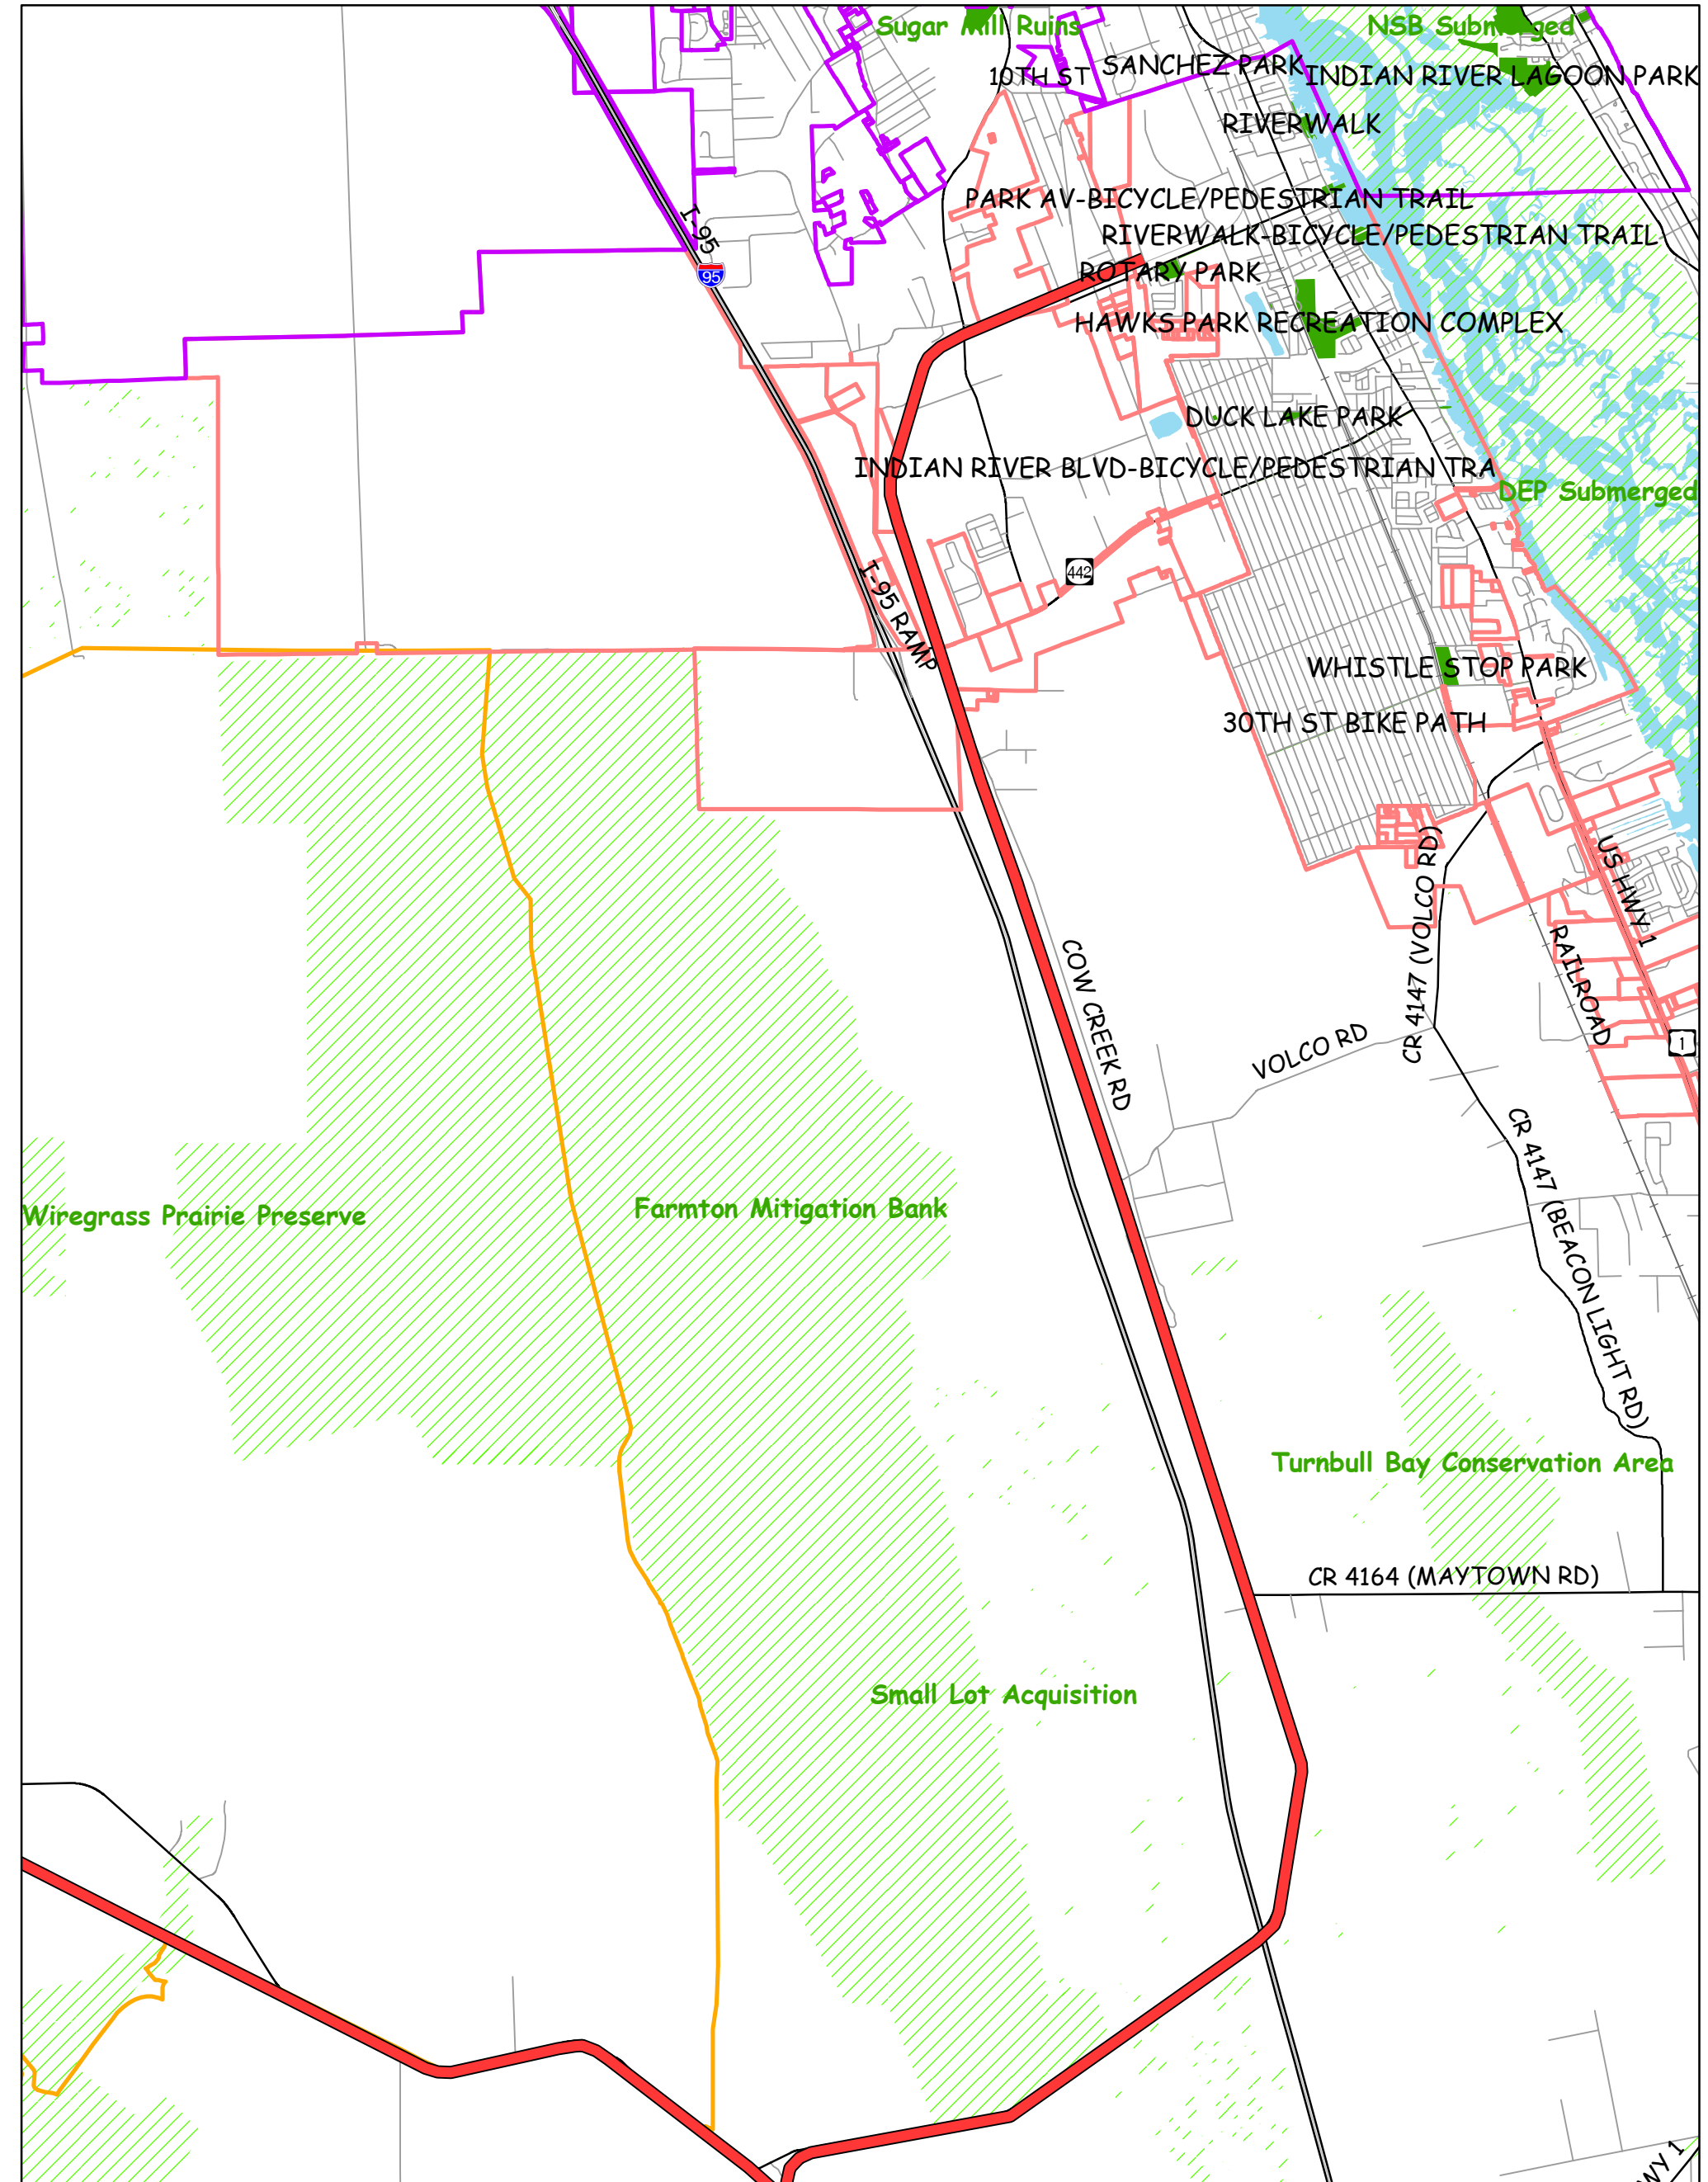 Sugar Mill Ruins
NSB Submerged
10TH ST
SANCHEZ PARK
INDIAN RIVER LAGOON PARK
RIVERWALK
PARK AV-BICYCLE/PEDESTRIAN TRAIL
I-95
RIVERWALK-BICYCLE/PEDESTRIAN TRAIL
95
ROTARY PARK
HAWKS PARK RECREATION COMPLEX
DUCK LAKE PARK
INDIAN RIVER BLVD-BICYCLE/PEDESTRIAN TRA
DEP Submerged
442
I-95 RAMP
WHISTLE STOP PARK
30TH ST BIKE PATH
US HWY 1
CR 4147 (VOLCO RD)
RAILROAD
COW CREEK RD
VOLCO RD
1
CR 4147 (BEACON LIGHT RD)
Wiregrass Prairie Preserve
Farmton Mitigation Bank
Turnbull Bay Conservation Area
CR 4164 (MAYTOWN RD)
Small Lot Acquisition
WY 1